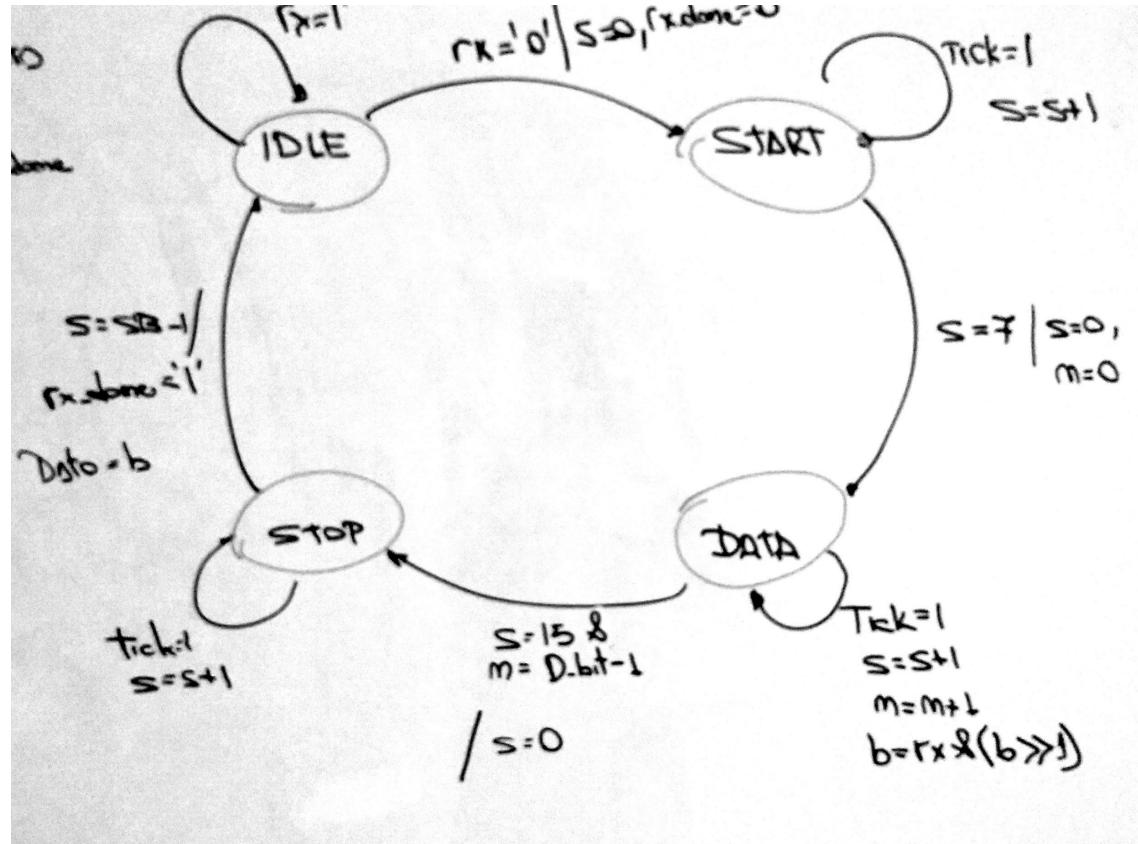 rx=1
rx='0' | s=0, rx_done=0
Tick=1
s=s+1
IDLE
START
s=7 | s=0,
n=0
s=SB-1 /
rx_done='1'
Dato=b
STOP
DATA
tick=1
s=s+1
s=15 &
n=D_bit-1
/ s=0
Tick=1
s=s+1
n=n+1
b=rx&(b>>1)